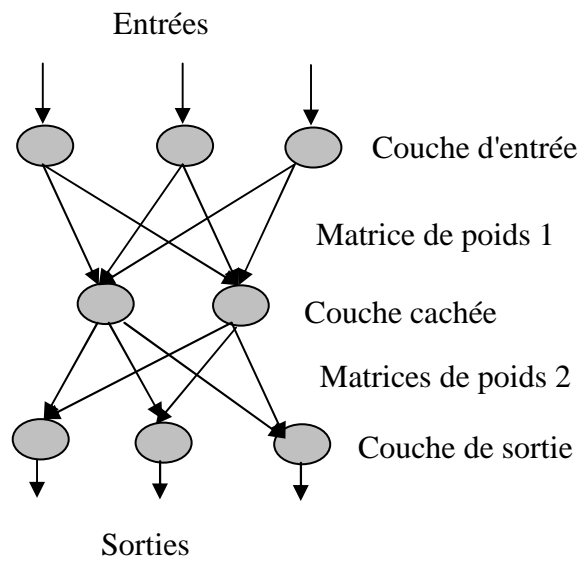 Entrées
Couche d'entrée
Matrice de poids 1
Couche cachée
Matrices de poids 2
Couche de sortie
Sorties